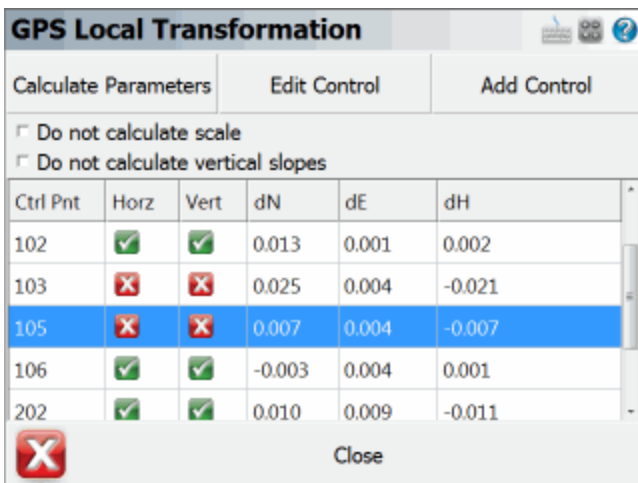 GPS Local Transformation
Calculate Parameters Edit Control Add Control
Do not calculate scale
Do not calculate vertical slopes
Ctrl Pnt Horz Vert dN dE dH
102 0.013 0.001 0.002
103 0.025 0.004 -0.021
105 0.007 0.004 -0.007
106 -0.003 0.004 0.001
202 0.010 0.009 -0.011
Close